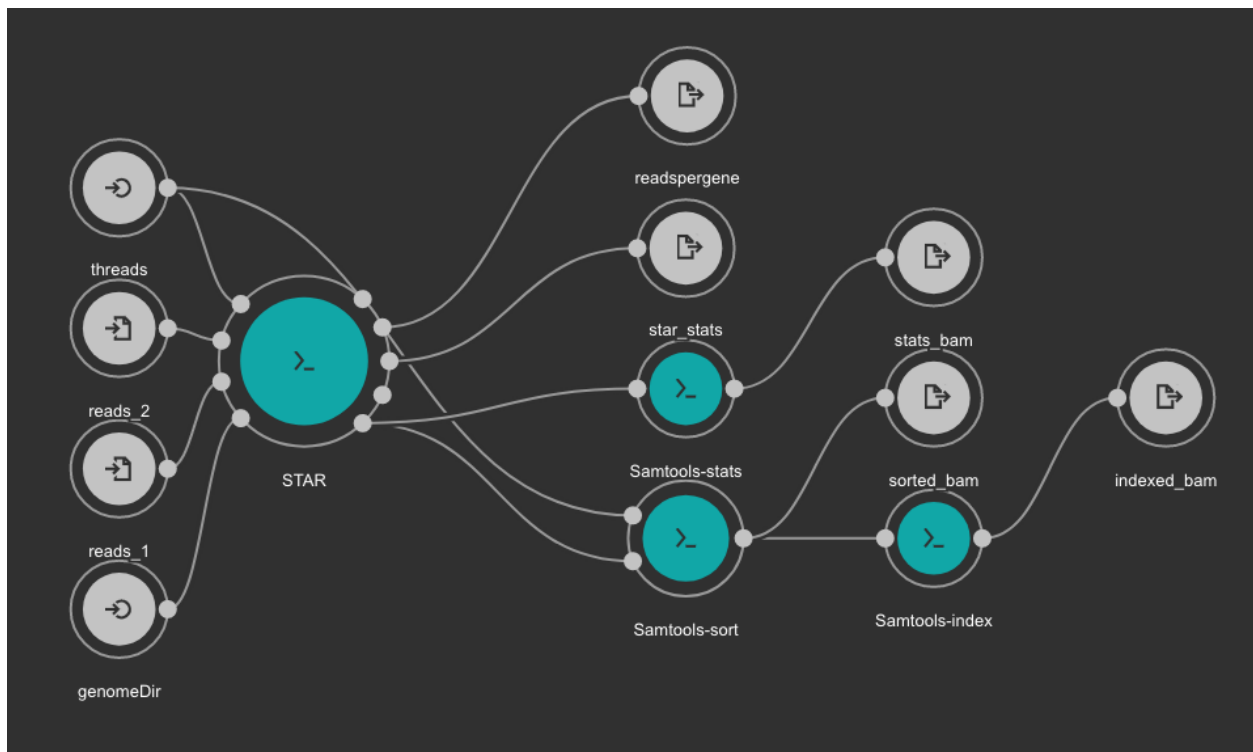 threads
reads_2
reads_1
genomeDir
STAR
readspergene
star_stats
Samtools-stats
Samtools-sort
stats_bam
sorted_bam
Samtools-index
indexed_bam